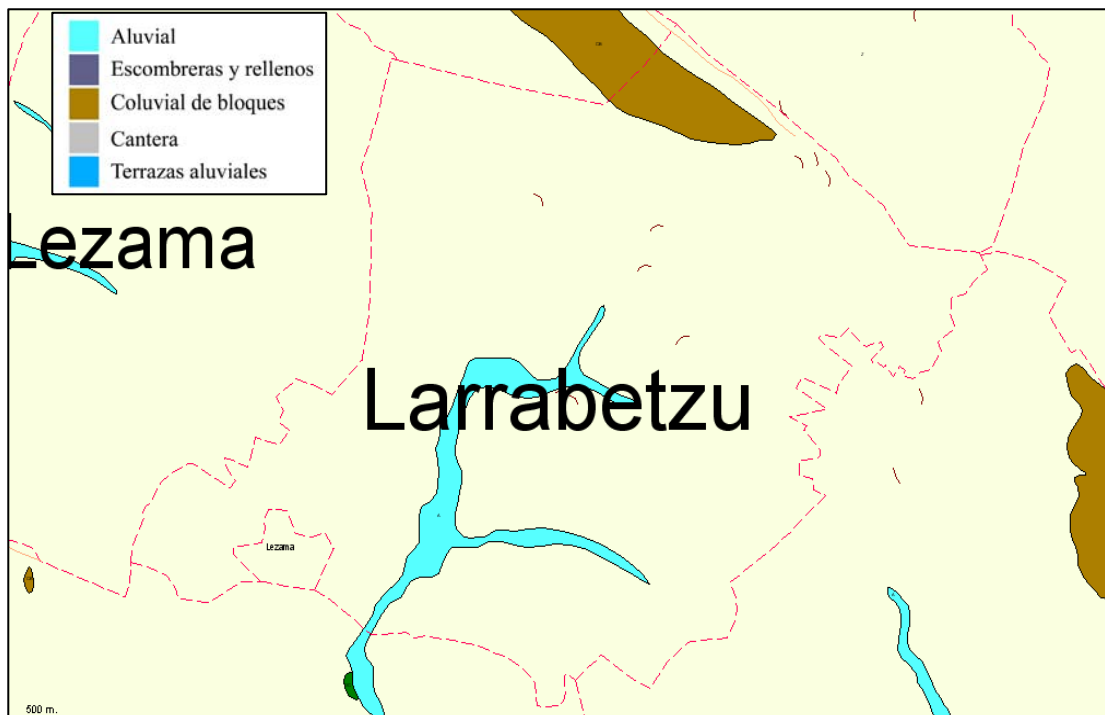 Aluvial
Escombreras y rellenos
Coluvial de bloques
Cantera
Terrazas aluviales
Lezama
Larrabetzu
Lezama
500 m.